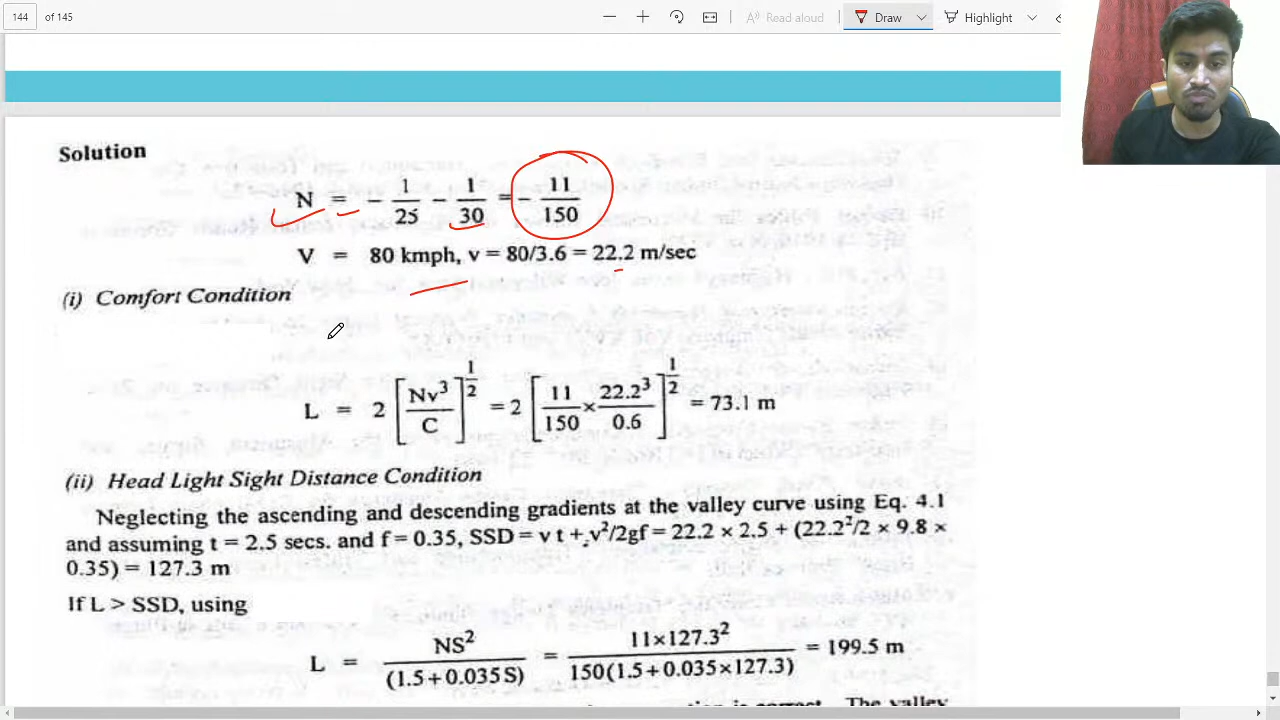 144 of 145
Read aloud
Draw
Highlight
Solution
N = - 1/25 - 1/30 = - 11/150
V = 80 kmph, v = 80/3.6 = 22.2 m/sec
(i) Comfort Condition
L = 2 [Nv³/C]^1/2 = 2 [11/150 × 22.2³/0.6]^1/2 = 73.1 m
(ii) Head Light Sight Distance Condition
Neglecting the ascending and descending gradients at the valley curve using Eq. 4.1
and assuming t = 2.5 secs. and f = 0.35, SSD = v t + v²/2gf = 22.2 × 2.5 + (22.2²/2 × 9.8 ×
0.35) = 127.3 m
If L > SSD, using
L = NS²/(1.5 + 0.035 S) = 11×127.3²/150(1.5+0.035×127.3) = 199.5 m
is correct. The valley